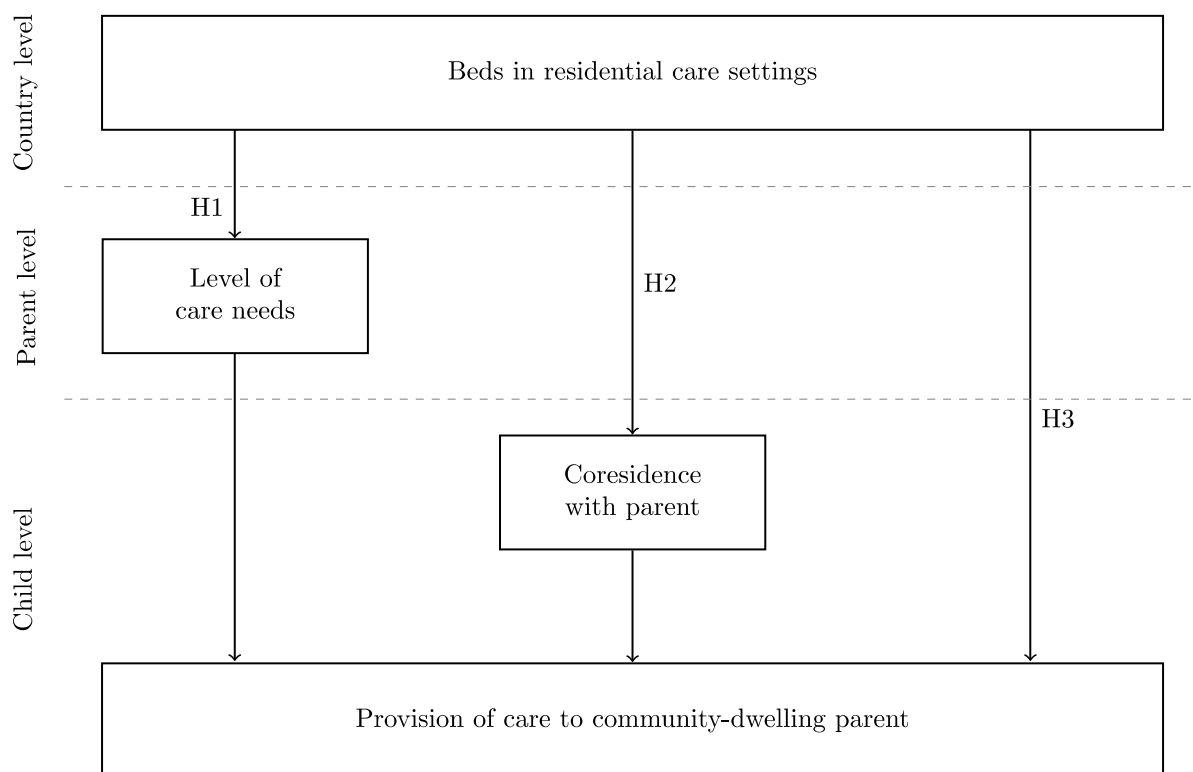 Country level
Beds in residential care settings
H1
Parent level
Level of
care needs
H2
H3
Child level
Coresidence
with parent
Provision of care to community-dwelling parent